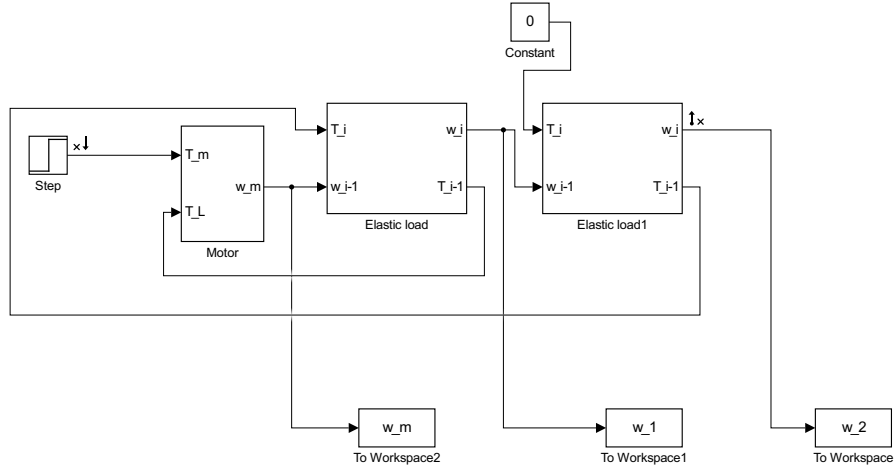 0
Constant
Step
T_m
T_L
w_m
Motor
T_i
w_i-1
w_i
T_i-1
Elastic load
T_i
w_i-1
w_i
T_i-1
Elastic load1
w_m
To Workspace2
w_1
To Workspace1
w_2
To Workspace